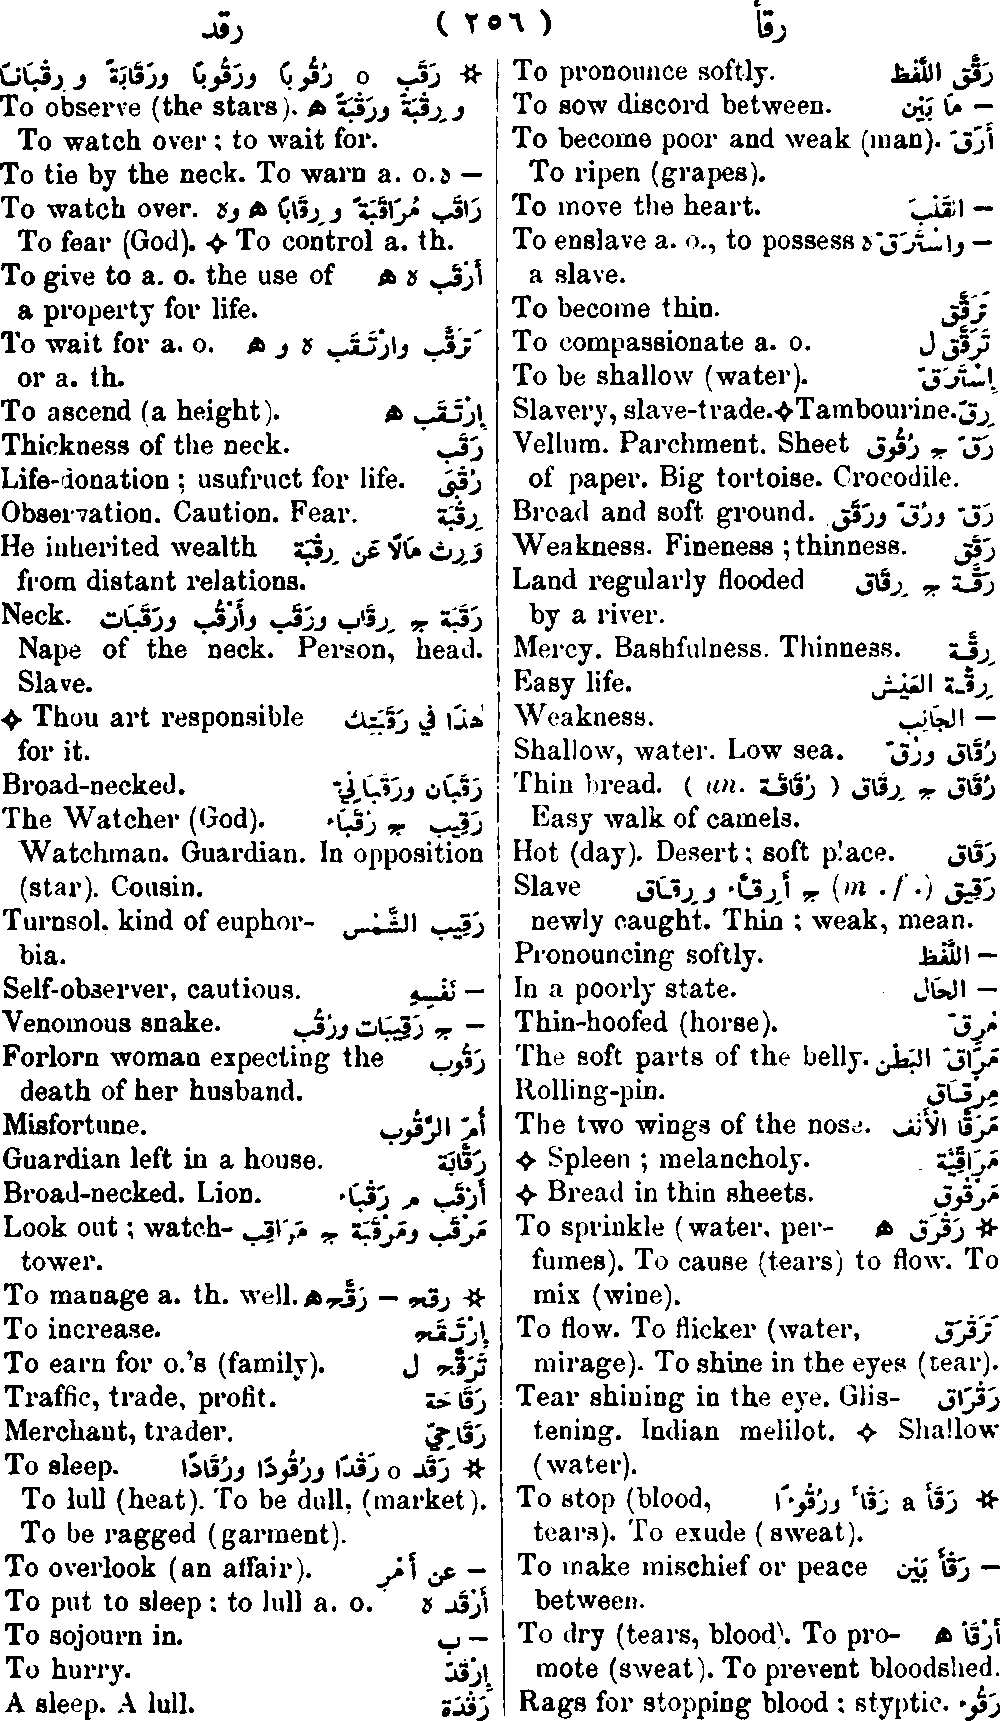 رقأ ( ٢٥٦ ) رقد
To pronounce softly. رَقَّق اللَّفْظ
To sow discord between. — مَا بَيْن
To become poor and weak (man). أَرَقّ
To ripen (grapes).
To move the heart. — القَلْبَ
To enslave a. o., to possess — واسْتَرَقّ ه
a slave.
To become thin. تَرَقَّق
To compassionate a. o. تَرَقَّق ل
To be shallow (water). إِسْتَرَقّ
Slavery, slave-trade. ✧ Tambourine. رِقّ
Vellum. Parchment. Sheet رَقّ ج رُقُوق
of paper. Big tortoise. Crocodile.
Broad and soft ground. رَقّ ورُقّ ورَقَق
Weakness. Fineness ; thinness. رَقَق
Land regularly flooded رَقَّة ج رِقَاق
by a river.
Mercy. Bashfulness. Thinness. رِقَّة
Easy life. رِقَّة العَيْش
Weakness. — الجَانِب
Shallow, water. Low sea. رُقَاق ورُقّ
Thin bread. ( un. رُقَاقَة ) رُقَاق ج رِقَاق
Easy walk of camels.
Hot (day). Desert ; soft place. رَقَاق
Slave رَقِيق (m . f .) ج أَرِقَّاء و رِقَاق
newly caught. Thin ; weak, mean.
Pronouncing softly. — اللَّفْظ
In a poorly state. — الحَال
Thin-hoofed (horse). مُرِقّ
The soft parts of the belly. مَرَاقّ البَطْن
Rolling-pin. مِرْقَاق
The two wings of the nose. مَرَقَّا الأَنْف
✧ Spleen ; melancholy. مَرَاقِيَّة
✧ Bread in thin sheets. مَرْقُوق
To sprinkle (water, per- ☆ رَقْرَق ه
fumes). To cause (tears) to flow. To
mix (wine).
To flow. To flicker (water, تَرَقْرَق
mirage). To shine in the eyes (tear).
Tear shining in the eye. Glis- رَقْرَاق
tening. Indian melilot. ✧ Shallow
(water).
To stop (blood, ☆ رَقَأَ a رَقْأً ورُقُوءًا
tears). To exude (sweat).
To make mischief or peace — رَقَأَ بَيْن
between.
To dry (tears, blood). To pro- أَرْقَأَ ه
mote (sweat). To prevent bloodshed.
Rags for stopping blood ; styptic. رَقُوء
☆ رَقَب o رُقُوبًا ورَقُوبًا ورَقَابَةً و رِقْبَانًا
To observe (the stars). و رِقْبَةً ورَقْبَةً ه
To watch over ; to wait for.
To tie by the neck. To warn a. o. — ه
To watch over. رَاقَب مُرَاقَبَةً و رِقَابًا ه وه
To fear (God). ✧ To control a. th.
To give to a. o. the use of أَرْقَب ه ه
a property for life.
To wait for a. o. تَرَقَّب وارْتَقَب ه و ه
or a. th.
To ascend (a height). إِرْتَقَب ه
Thickness of the neck. رَقَب
Life-donation ; usufruct for life. رُقْبَى
Observation. Caution. Fear. رِقْبَة
He inherited wealth وَرِث مَالًا عَن رِقْبَة
from distant relations.
Neck. رَقَبَة ج رِقَاب ورَقَب وأَرْقُب ورَقَبَات
Nape of the neck. Person, head.
Slave.
✧ Thou art responsible هٰذَا فِي رَقَبَتِك
for it.
Broad-necked. رَقَبَان ورَقَبَانِيّ
The Watcher (God). رَقِيب ج رُقَبَاء
Watchman. Guardian. In opposition
(star). Cousin.
Turnsol. kind of euphor- رَقِيب الشَّمْس
bia.
Self-observer, cautious. — نَفْسِهِ
Venomous snake. — ج رَقِيبَات ورُقُب
Forlorn woman expecting the رَقُوب
death of her husband.
Misfortune. أُمّ الرَّقُوب
Guardian left in a house. رَقَّابَة
Broad-necked. Lion. أَرْقَب م رَقْبَاء
Look out ; watch- مَرْقَب ومَرْقَبَة ج مَرَاقِب
tower.
To manage a. th. well. ☆ رقح — رَقَّح ه
To increase. إِرْتَقَح
To earn for o.'s (family). تَرَقَّح ل
Traffic, trade, profit. رَقَاحَة
Merchant, trader. رَقَاحِيّ
To sleep. ☆ رَقَد o رَقْدًا ورُقُودًا ورُقَادًا
To lull (heat). To be dull, (market).
To be ragged (garment).
To overlook (an affair). — عن أَمْر
To put to sleep ; to lull a. o. أَرْقَد ه
To sojourn in. — ب
To hurry. إِرْقَدّ
A sleep. A lull. رَقْدَة